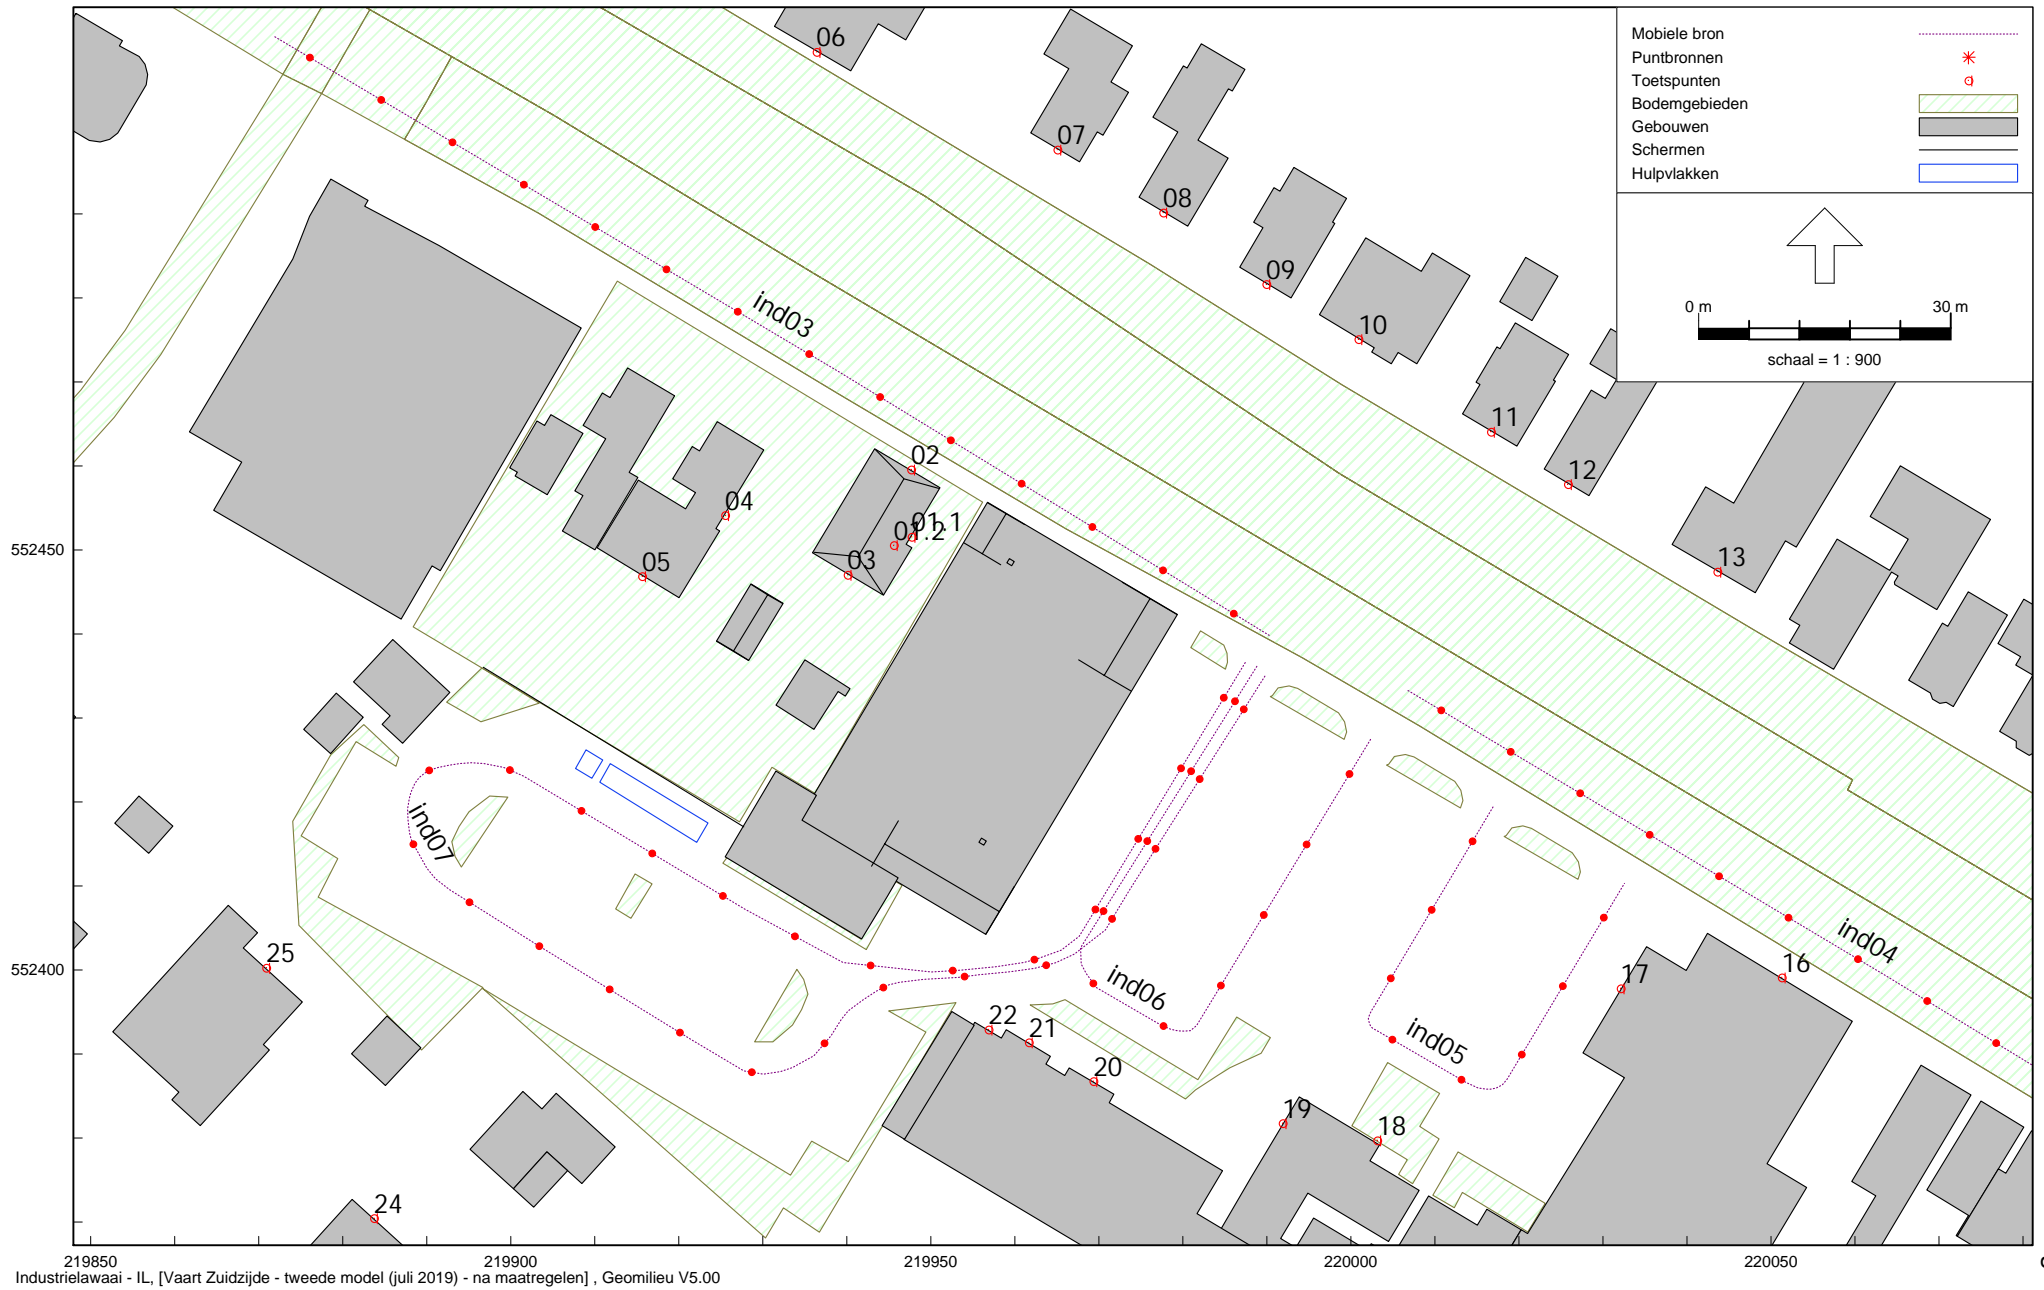 Mobiele bron
Puntbronnen
Toetspunten
Bodemgebieden
Gebouwen
Schermen
Hulpvlakken
0 m 30 m
schaal = 1 : 900
06
07
08
09
10
11
12
13
ind03
02
01.1
01.2
03
04
05
552450
ind07
ind04
16
17
25
552400
ind06
ind05
22
21
20
19
18
24
219850 219900 219950 220000 220050
Industrielawaai - IL, [Vaart Zuidzijde - tweede model (juli 2019) - na maatregelen] , Geomilieu V5.00